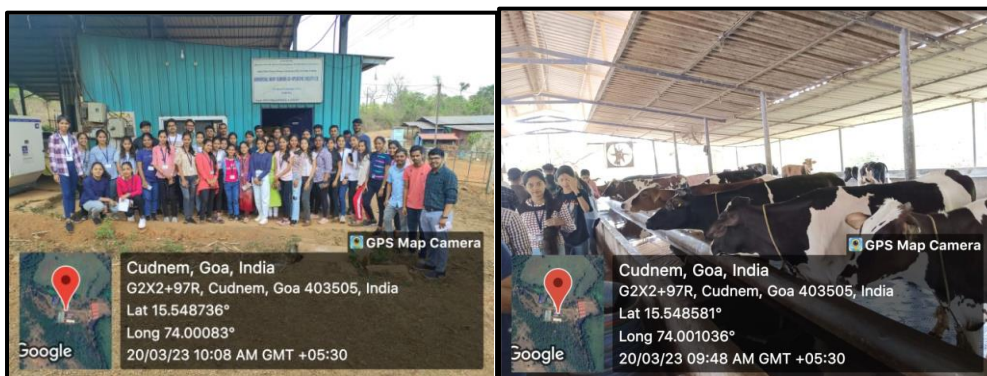 GPS Map Camera
Cudnem, Goa, India
G2X2+97R, Cudnem, Goa 403505, India
Lat 15.548736°
Long 74.00083°
20/03/23 10:08 AM GMT +05:30
Google
GPS Map Camera
Cudnem, Goa, India
G2X2+97R, Cudnem, Goa 403505, India
Lat 15.548581°
Long 74.001036°
20/03/23 09:48 AM GMT +05:30
Google